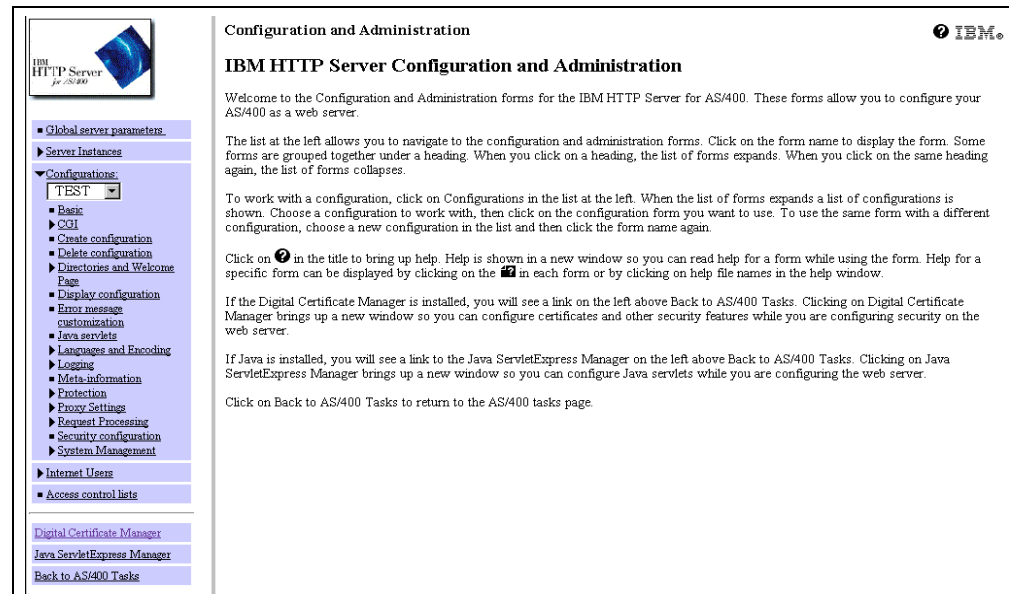 IBM
HTTP Server
for AS/400
Global server parameters
Server Instances
Configurations:
TEST
Basic
CGI
Create configuration
Delete configuration
Directories and Welcome
Page
Display configuration
Error message
customization
Java servlets
Languages and Encoding
Logging
Meta-information
Protection
Proxy Settings
Request Processing
Security configuration
System Management
Internet Users
Access control lists
Digital Certificate Manager
Java ServletExpress Manager
Back to AS/400 Tasks
Configuration and Administration
? IBM®
IBM HTTP Server Configuration and Administration
Welcome to the Configuration and Administration forms for the IBM HTTP Server for AS/400. These forms allow you to configure your
AS/400 as a web server.
The list at the left allows you to navigate to the configuration and administration forms. Click on the form name to display the form. Some
forms are grouped together under a heading. When you click on a heading, the list of forms expands. When you click on the same heading
again, the list of forms collapses.
To work with a configuration, click on Configurations in the list at the left. When the list of forms expands a list of configurations is
shown. Choose a configuration to work with, then click on the configuration form you want to use. To use the same form with a different
configuration, choose a new configuration in the list and then click the form name again.
Click on ? in the title to bring up help. Help is shown in a new window so you can read help for a form while using the form. Help for a
specific form can be displayed by clicking on the ? in each form or by clicking on help file names in the help window.
If the Digital Certificate Manager is installed, you will see a link on the left above Back to AS/400 Tasks. Clicking on Digital Certificate
Manager brings up a new window so you can configure certificates and other security features while you are configuring security on the
web server.
If Java is installed, you will see a link to the Java ServletExpress Manager on the left above Back to AS/400 Tasks. Clicking on Java
ServletExpress Manager brings up a new window so you can configure Java servlets while you are configuring the web server.
Click on Back to AS/400 Tasks to return to the AS/400 tasks page.